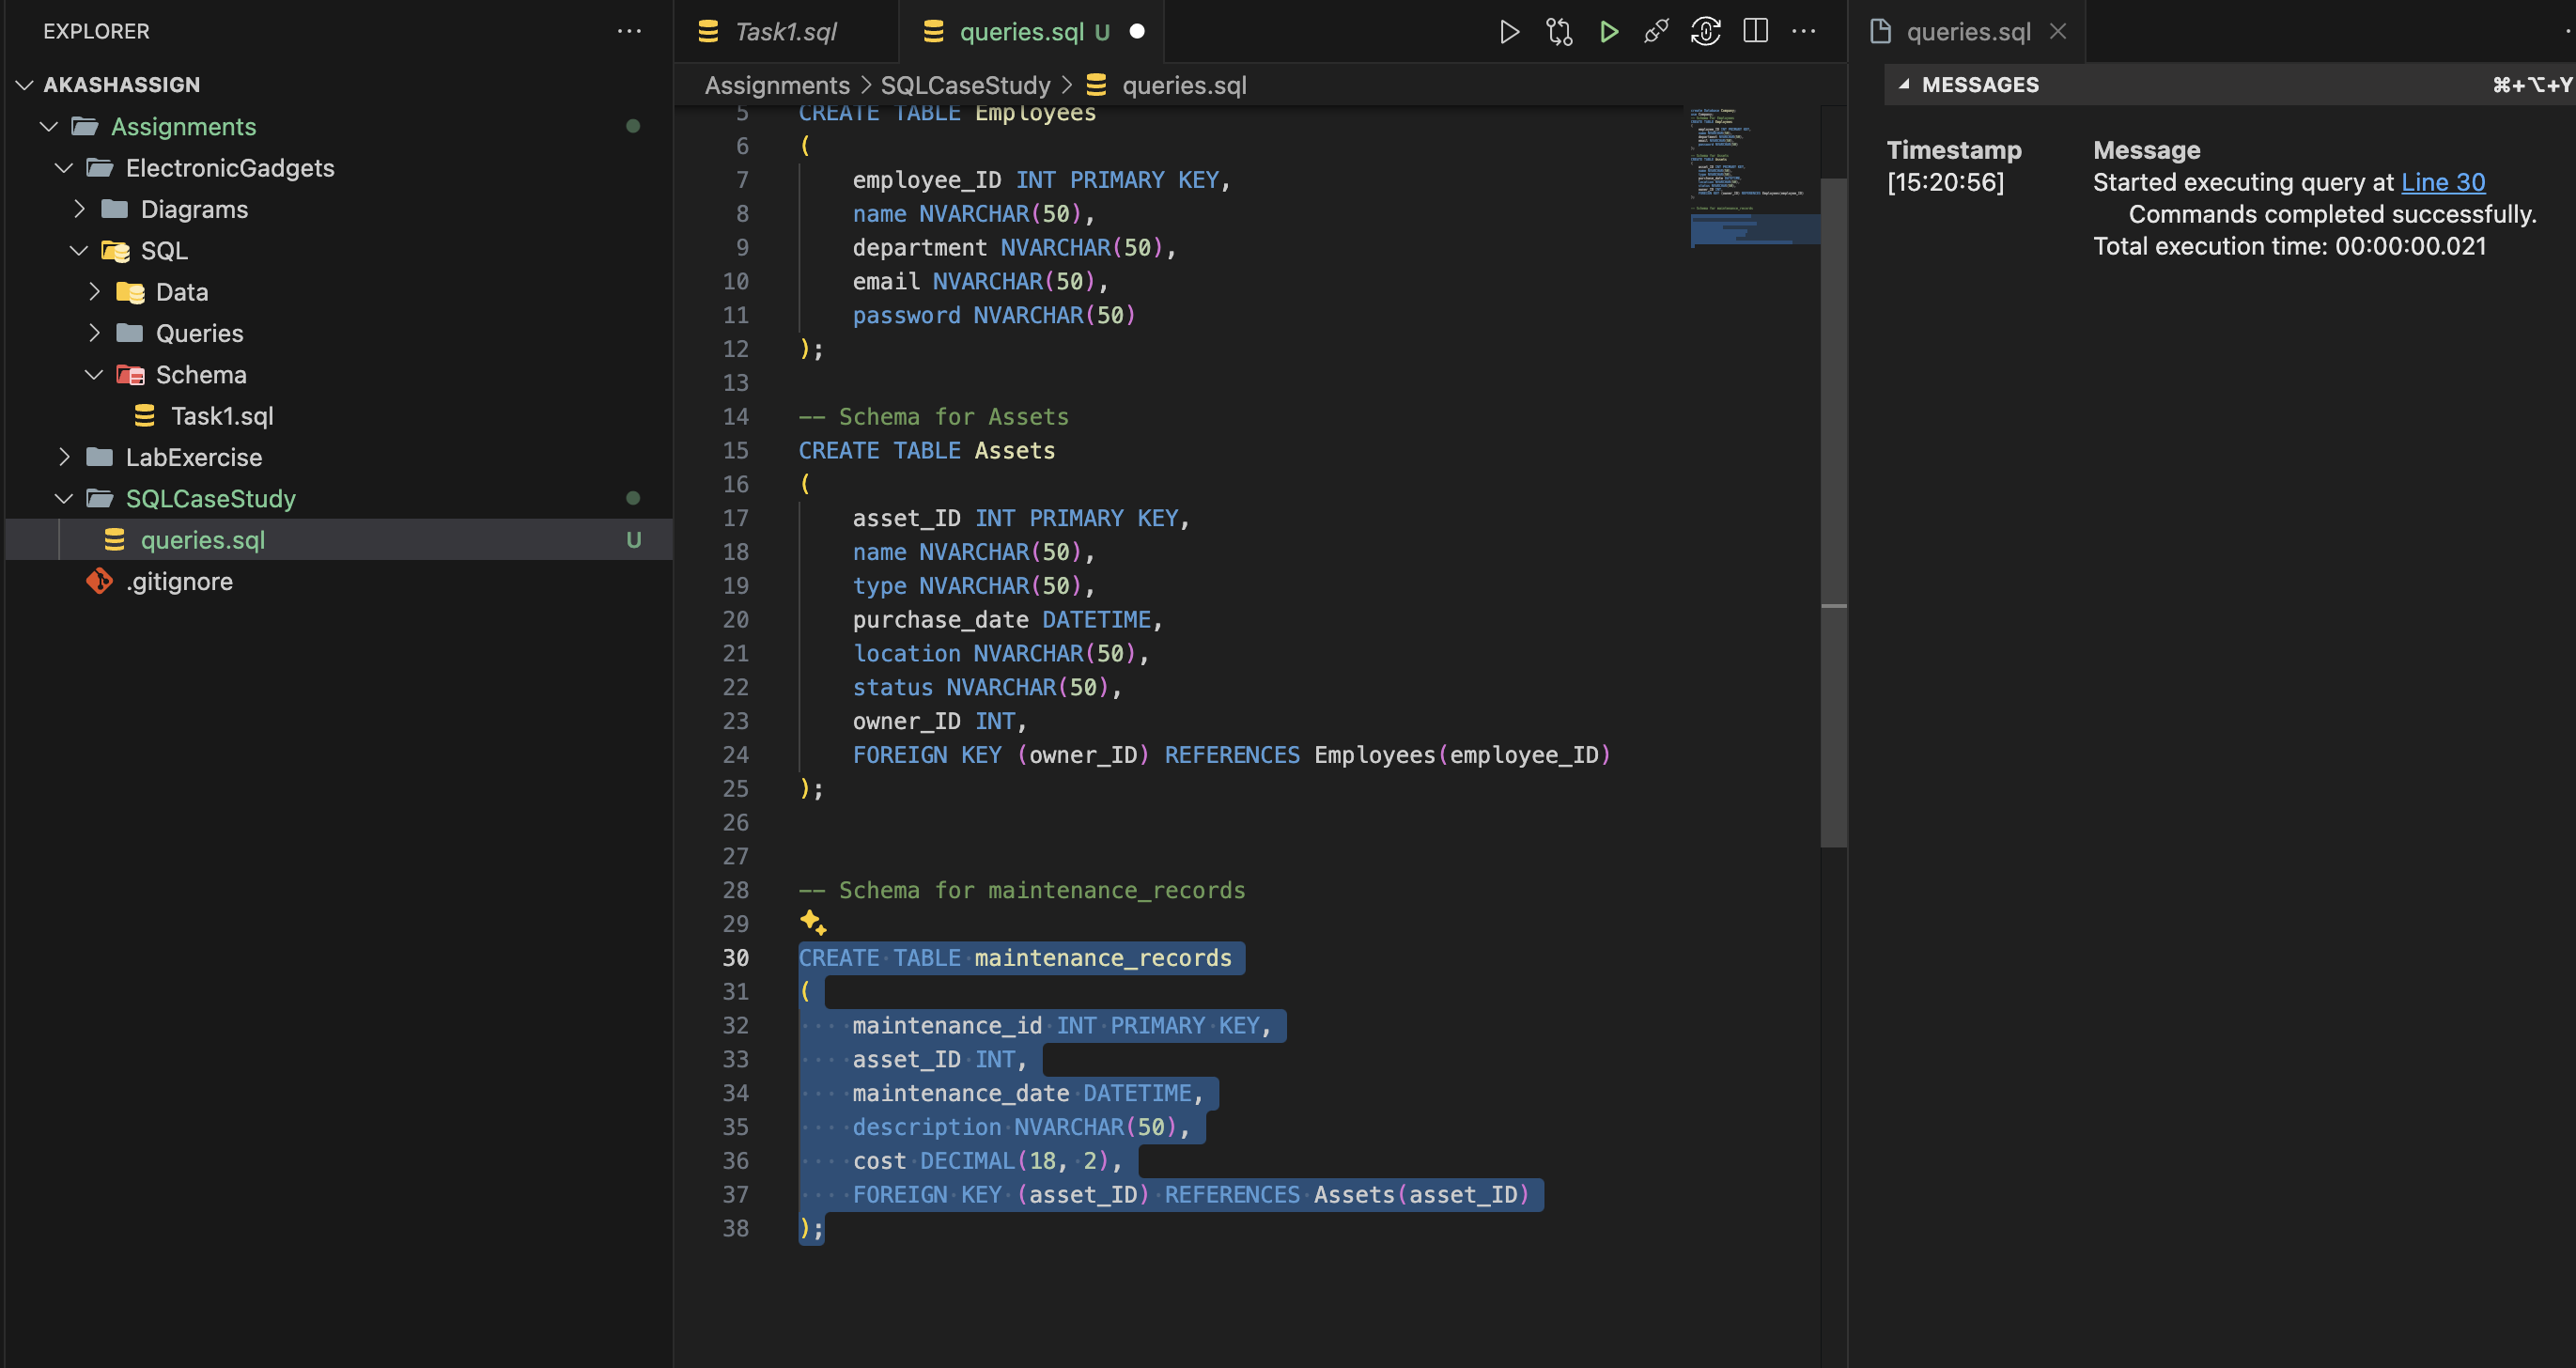 EXPLORER
AKASHASSIGN
Assignments
ElectronicGadgets
Diagrams
SQL
Data
Queries
Schema
Task1.sql
LabExercise
SQLCaseStudy
queries.sql U
.gitignore
Task1.sql
queries.sql U
Assignments > SQLCaseStudy > queries.sql
5 CREATE TABLE Employees
6 (
7 employee_ID INT PRIMARY KEY,
8 name NVARCHAR(50),
9 department NVARCHAR(50),
10 email NVARCHAR(50),
11 password NVARCHAR(50)
12 );
13
14 -- Schema for Assets
15 CREATE TABLE Assets
16 (
17 asset_ID INT PRIMARY KEY,
18 name NVARCHAR(50),
19 type NVARCHAR(50),
20 purchase_date DATETIME,
21 location NVARCHAR(50),
22 status NVARCHAR(50),
23 owner_ID INT,
24 FOREIGN KEY (owner_ID) REFERENCES Employees(employee_ID)
25 );
26
27
28 -- Schema for maintenance_records
29
30 CREATE TABLE maintenance_records
31 (
32 maintenance_id INT PRIMARY KEY,
33 asset_ID INT,
34 maintenance_date DATETIME,
35 description NVARCHAR(50),
36 cost DECIMAL(18, 2),
37 FOREIGN KEY (asset_ID) REFERENCES Assets(asset_ID)
38 );
queries.sql
MESSAGES ⌘+⌥+Y
Timestamp Message
[15:20:56] Started executing query at Line 30
Commands completed successfully.
Total execution time: 00:00:00.021